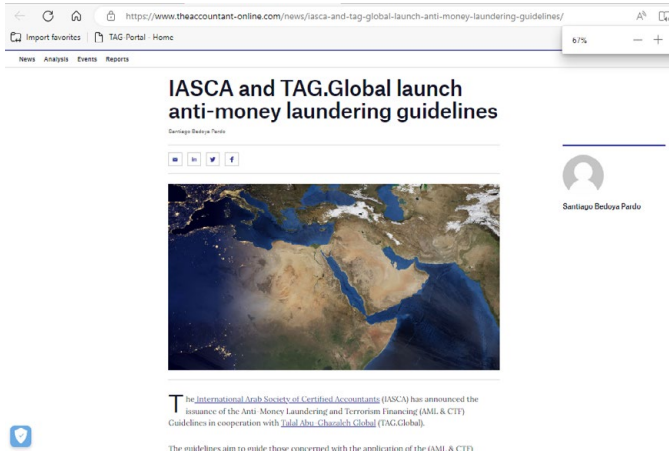 https://www.theaccountant-online.com/news/iasca-and-tag-global-launch-anti-money-laundering-guidelines/
Import favorites
TAG-Portal - Home
67%
News Analysis Events Reports
IASCA and TAG.Global launch
anti-money laundering guidelines
Santiago Bedoya Pardo
Santiago Bedoya Pardo
The International Arab Society of Certified Accountants (IASCA) has announced the
issuance of the Anti-Money Laundering and Terrorism Financing (AML & CTF)
Guidelines in cooperation with Talal Abu-Ghazaleh Global (TAG.Global).
The guidelines aim to guide those concerned with the application of the (AML & CTF)